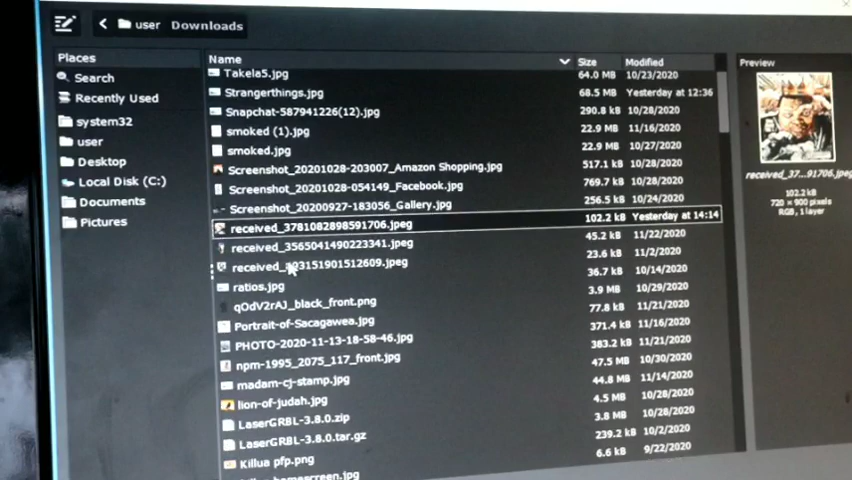 user Downloads
Places
Search
Recently Used
system32
user
Desktop
Local Disk (C:)
Documents
Pictures
Name Size Modified
Takela5.jpg 64.0 MB 10/23/2020
Strangerthings.jpg 68.5 MB Yesterday at 12:36
Snapchat-587941226(12).jpg 290.8 kB 10/28/2020
smoked (1).jpg 22.9 MB 11/16/2020
smoked.jpg 22.9 MB 10/27/2020
Screenshot_20201028-203007_Amazon Shopping.jpg 517.1 kB 10/28/2020
Screenshot_20201028-054149_Facebook.jpg 769.7 kB 10/28/2020
Screenshot_20200927-183056_Gallery.jpg 256.5 kB 10/24/2020
received_3781082898591706.jpeg 102.2 kB Yesterday at 14:14
received_3565041490223341.jpeg 45.2 kB 11/22/2020
23.6 kB 11/2/2020
ratios.jpg 36.7 kB 10/14/2020
qOdV2rAJ_black_front.png 3.9 MB 10/29/2020
Portrait-of-Sacagawea.jpg 77.8 kB 11/21/2020
PHOTO-2020-11-13-18-58-46.jpg 371.4 kB 11/16/2020
npm-1995_2075_117_front.jpg 383.2 kB 11/21/2020
madam-cj-stamp.jpg 47.5 MB 10/30/2020
lion-of-judah.jpg 44.8 MB 11/14/2020
LaserGRBL-3.8.0.zip 4.5 MB 10/28/2020
LaserGRBL-3.8.0.tar.gz 3.8 MB 10/28/2020
Killua pfp.png 239.2 kB 10/2/2020
6.6 kB 9/22/2020
Preview
received_37...91706.jpeg
102.2 kB
720 × 900 pixels
RGB, 1 layer